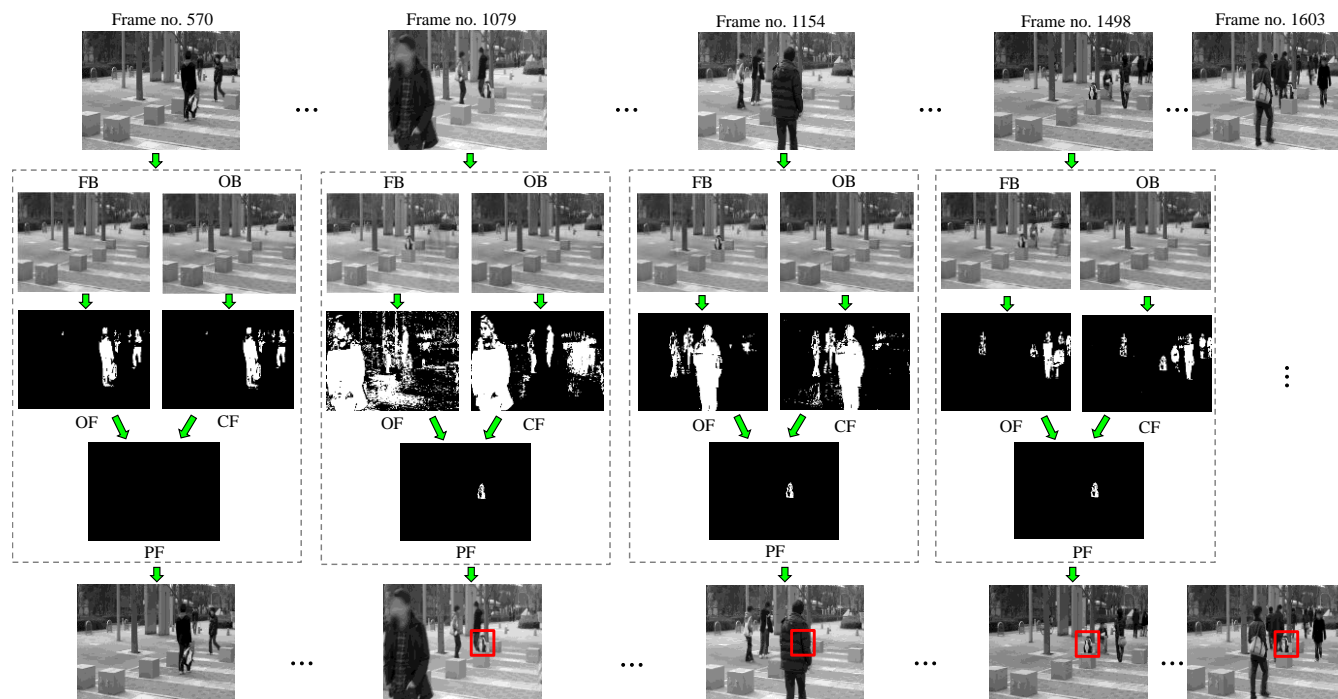 Frame no. 570
Frame no. 1079
Frame no. 1154
Frame no. 1498
Frame no. 1603
... ... ... ...
FB OB FB OB FB OB FB OB
OF CF OF CF OF CF OF CF
PF PF PF PF
... ... ... ...